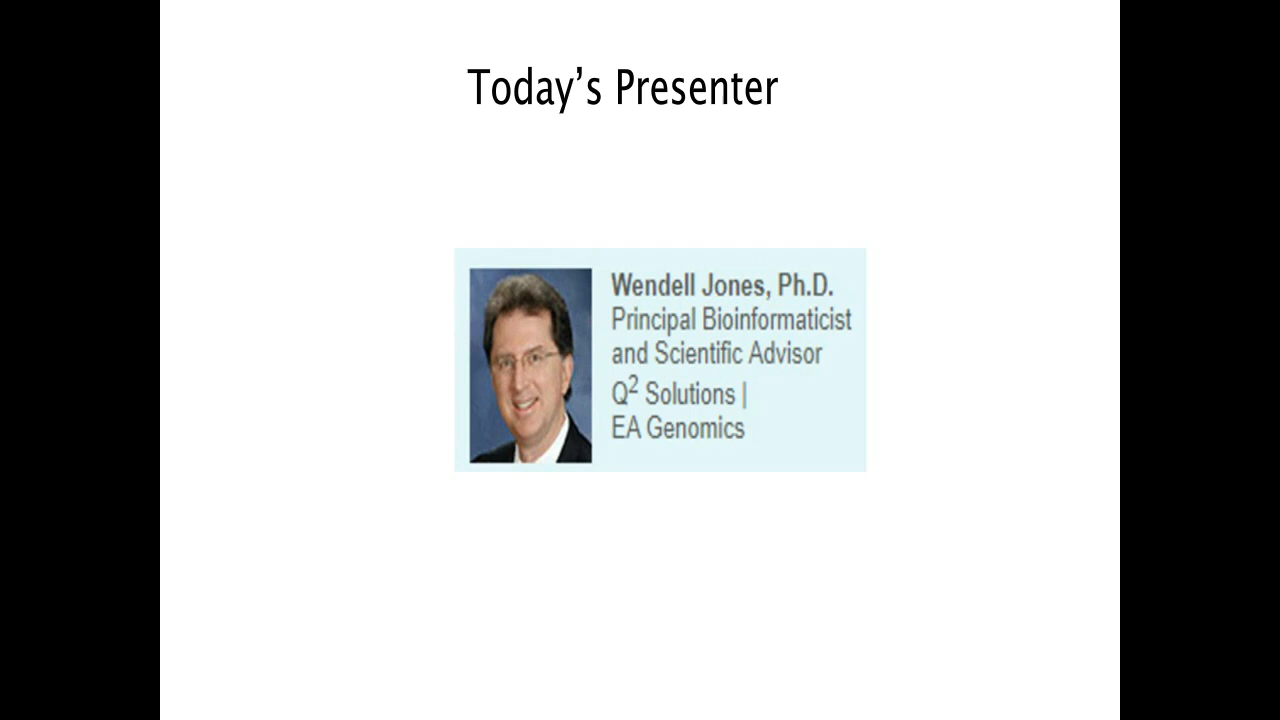 Today’s Presenter
Wendell Jones, Ph.D.
Principal Bioinformaticist
and Scientific Advisor
Q² Solutions |
EA Genomics